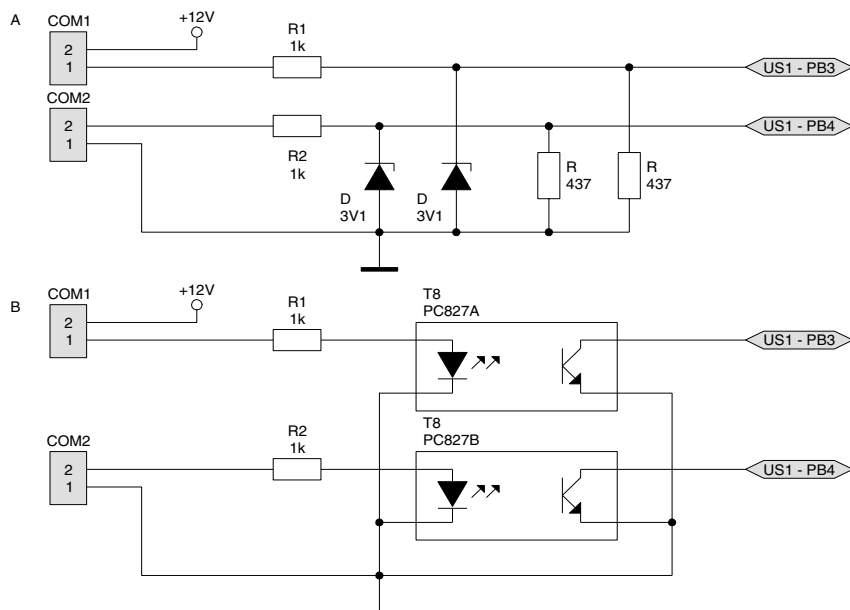 A
COM1
+12V
R1
1k
2
1
US1 - PB3
COM2
2
1
R2
1k
US1 - PB4
R
437
R
437
D
3V1
D
3V1
B
COM1
+12V
R1
1k
T8
PC827A
2
1
US1 - PB3
COM2
R2
1k
T8
PC827B
2
1
US1 - PB4